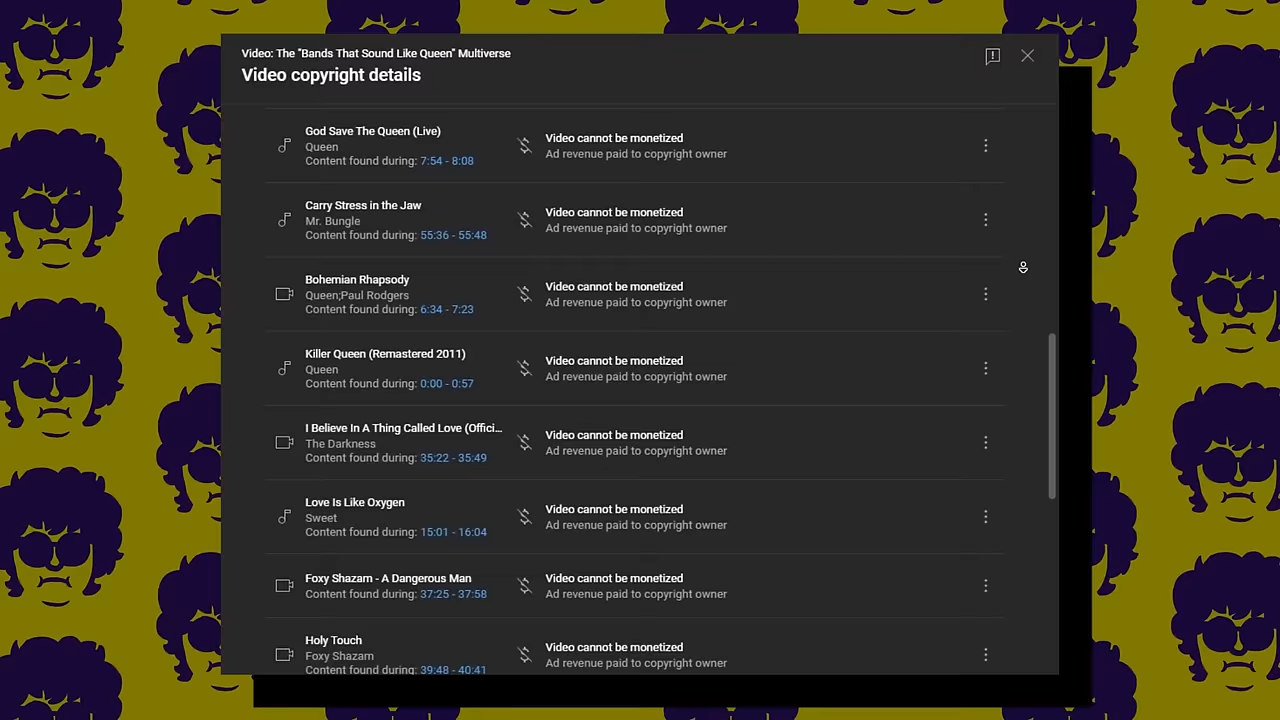 Video: The "Bands That Sound Like Queen" Multiverse
Video copyright details
God Save The Queen (Live)
Queen
Content found during: 7:54 - 8:08
Video cannot be monetized
Ad revenue paid to copyright owner
Carry Stress in the Jaw
Mr. Bungle
Content found during: 55:36 - 55:48
Video cannot be monetized
Ad revenue paid to copyright owner
Bohemian Rhapsody
Queen;Paul Rodgers
Content found during: 6:34 - 7:23
Video cannot be monetized
Ad revenue paid to copyright owner
Killer Queen (Remastered 2011)
Queen
Content found during: 0:00 - 0:57
Video cannot be monetized
Ad revenue paid to copyright owner
I Believe In A Thing Called Love (Offici...
The Darkness
Content found during: 35:22 - 35:49
Video cannot be monetized
Ad revenue paid to copyright owner
Love Is Like Oxygen
Sweet
Content found during: 15:01 - 16:04
Video cannot be monetized
Ad revenue paid to copyright owner
Foxy Shazam - A Dangerous Man
Content found during: 37:25 - 37:58
Video cannot be monetized
Ad revenue paid to copyright owner
Holy Touch
Foxy Shazam
Content found during: 39:48 - 40:41
Video cannot be monetized
Ad revenue paid to copyright owner